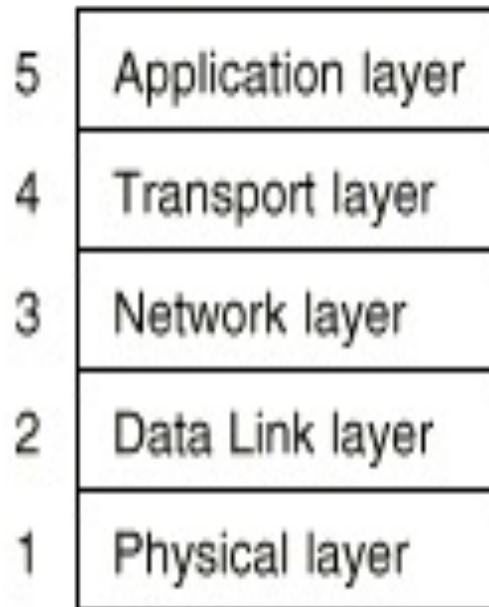 5 Application layer
4 Transport layer
3 Network layer
2 Data Link layer
1 Physical layer